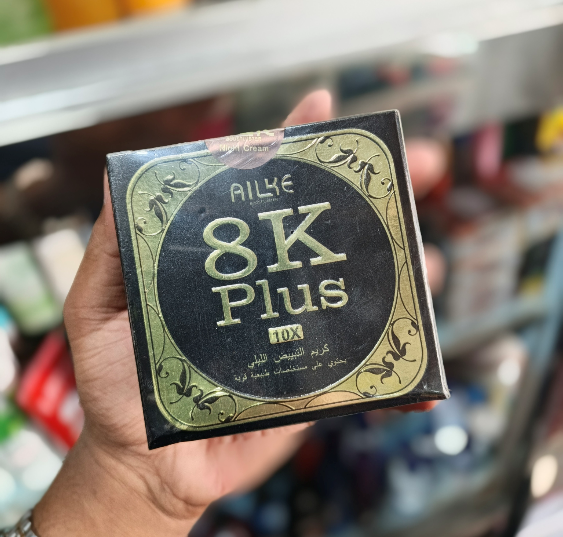 Night Cream
AILKE
8K
Plus
10X
كريم التبييض الليلي
يحتوي على مستخلصات طبيعية قوية